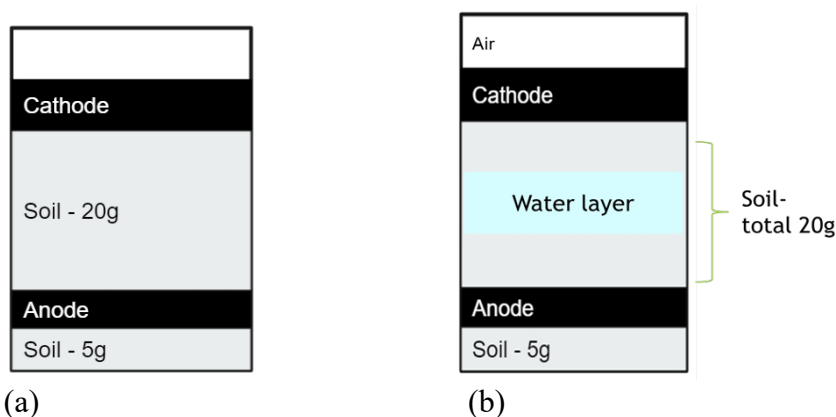 Cathode
Soil - 20g
Anode
Soil - 5g
(a)
Air
Cathode
Water layer
Anode
Soil - 5g
Soil-
total 20g
(b)